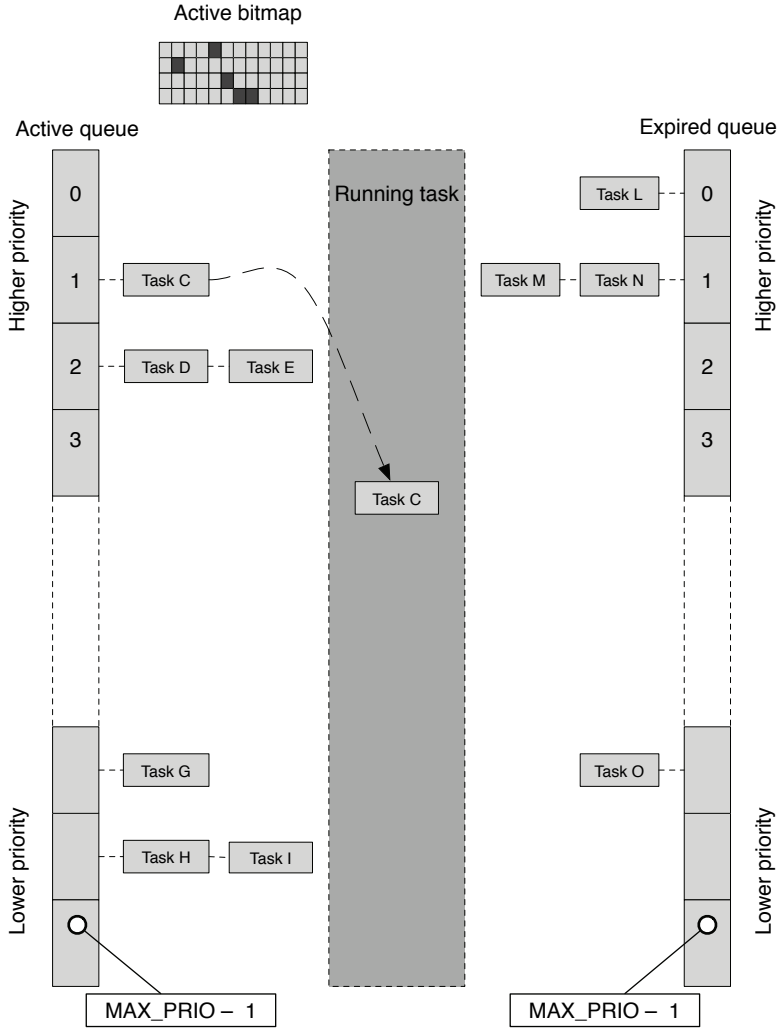 Active bitmap
Active queue
Expired queue
Higher priority
0
Running task
Task L
0
Higher priority
1
Task C
Task M
Task N
1
2
Task D
Task E
2
3
3
Task C
Lower priority
Task G
Task O
Lower priority
Task H
Task I
MAX_PRIO – 1
MAX_PRIO – 1